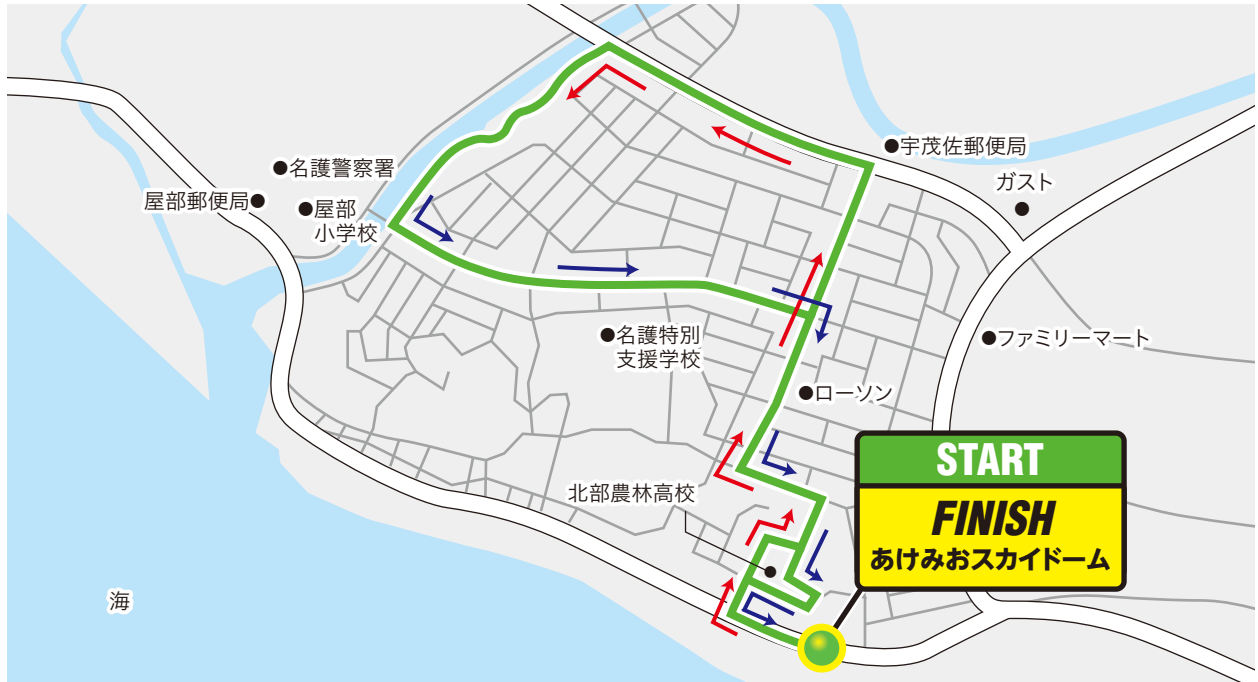 宇茂佐郵便局
名護警察署
ガスト
屋部郵便局
屋部
小学校
名護特別
支援学校
ファミリーマート
ローソン
START
FINISH
あけみおスカイドーム
北部農林高校
海